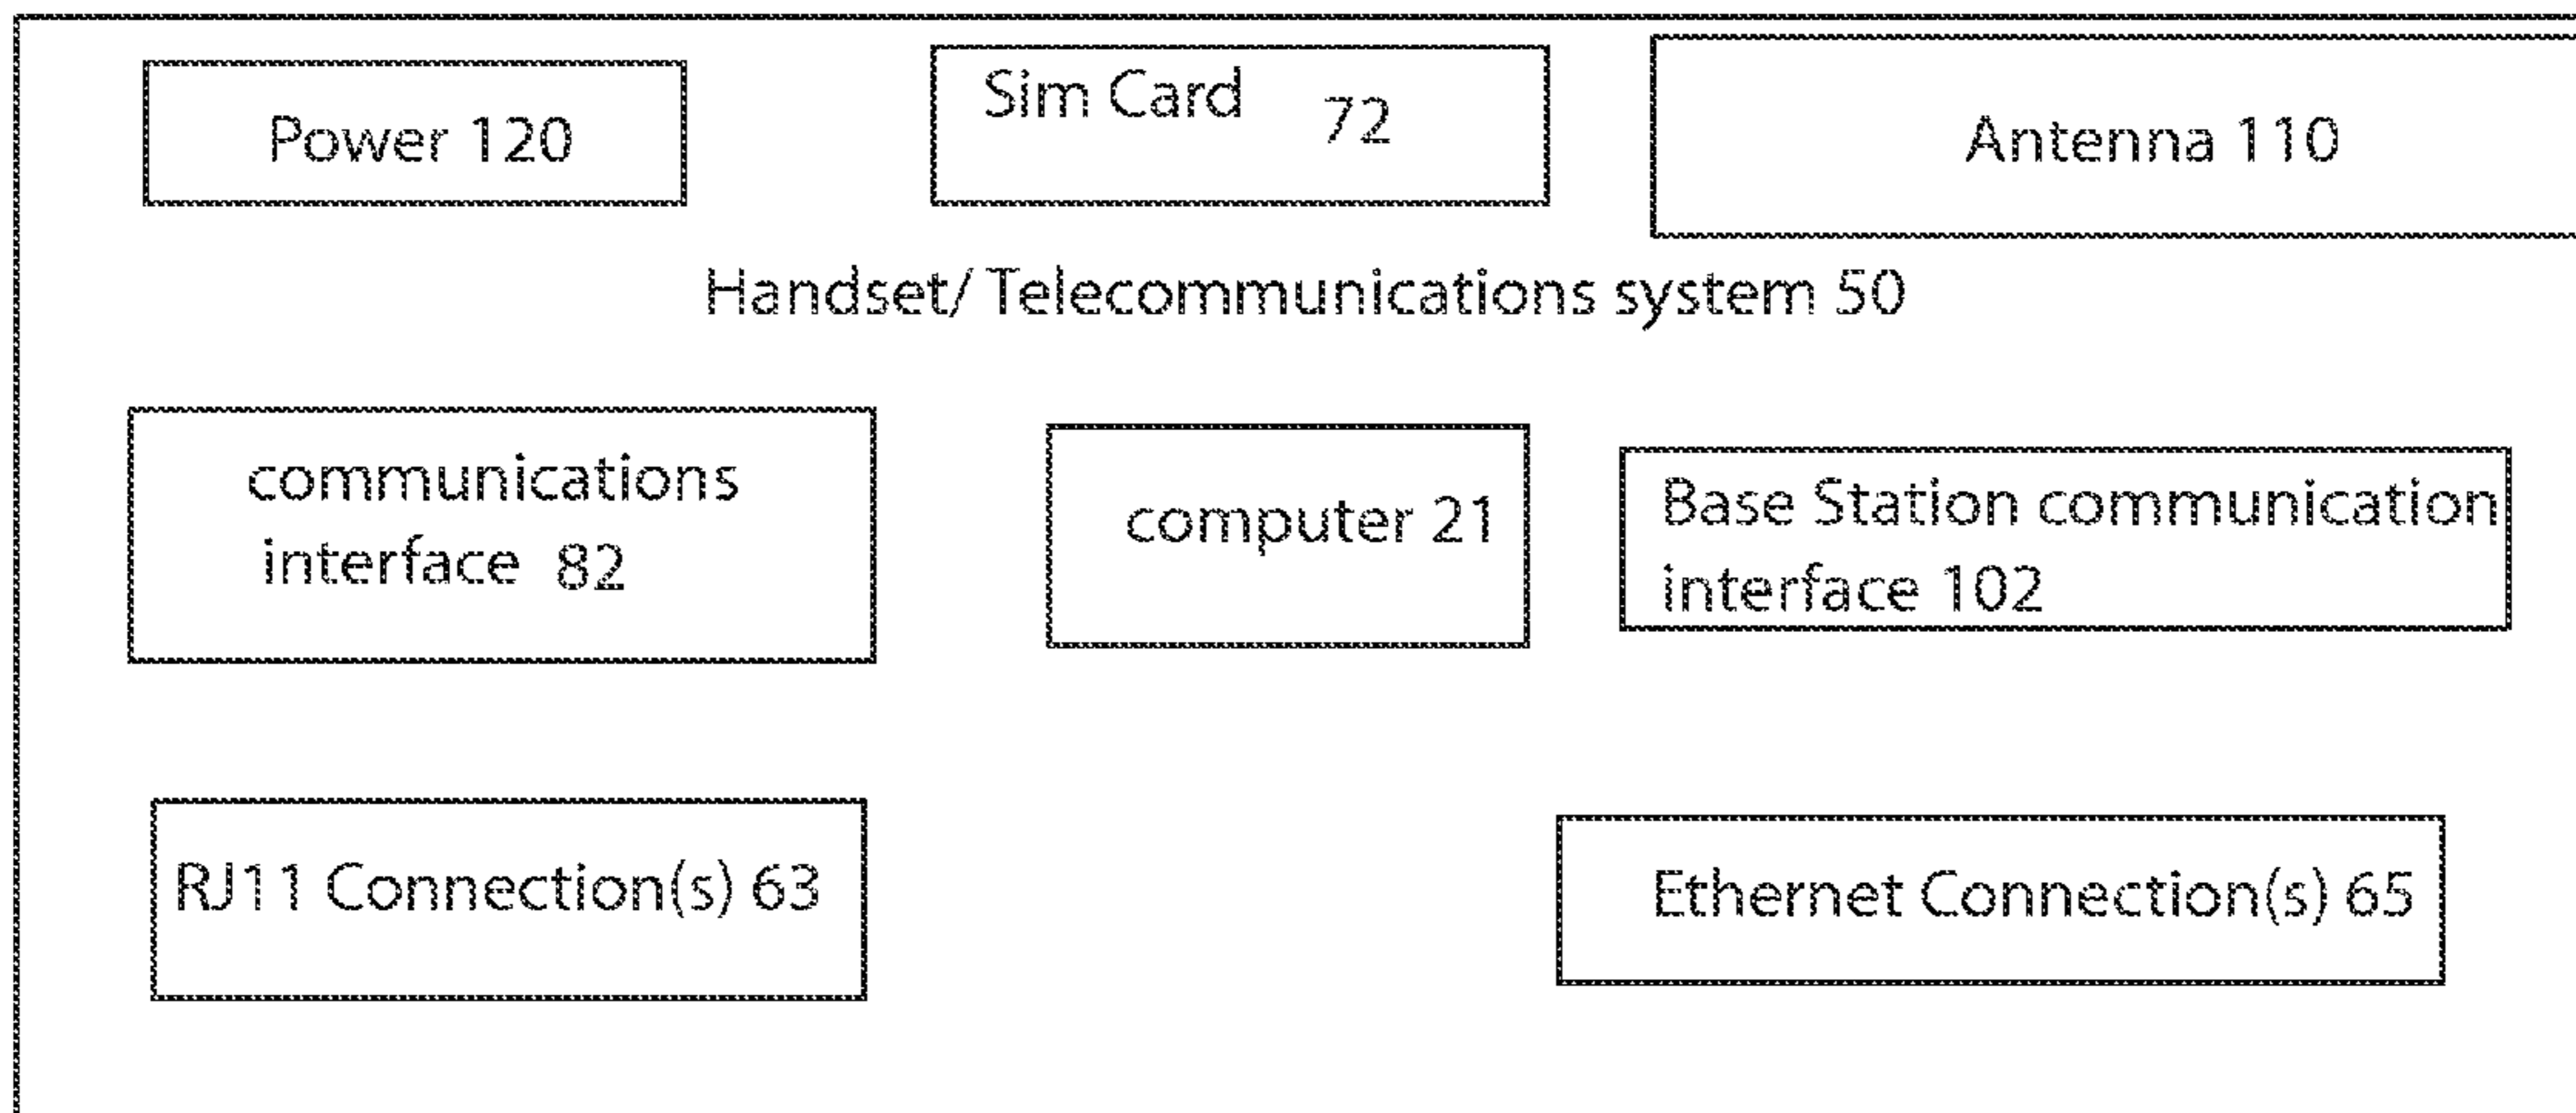 Power 120
Sim Card 72
Antenna 110
Handset/ Telecommunications system 50
communications
interface 82
computer 21
Base Station communication
interface 102
RJ11 Connection(s) 63
Ethernet Connection(s) 65